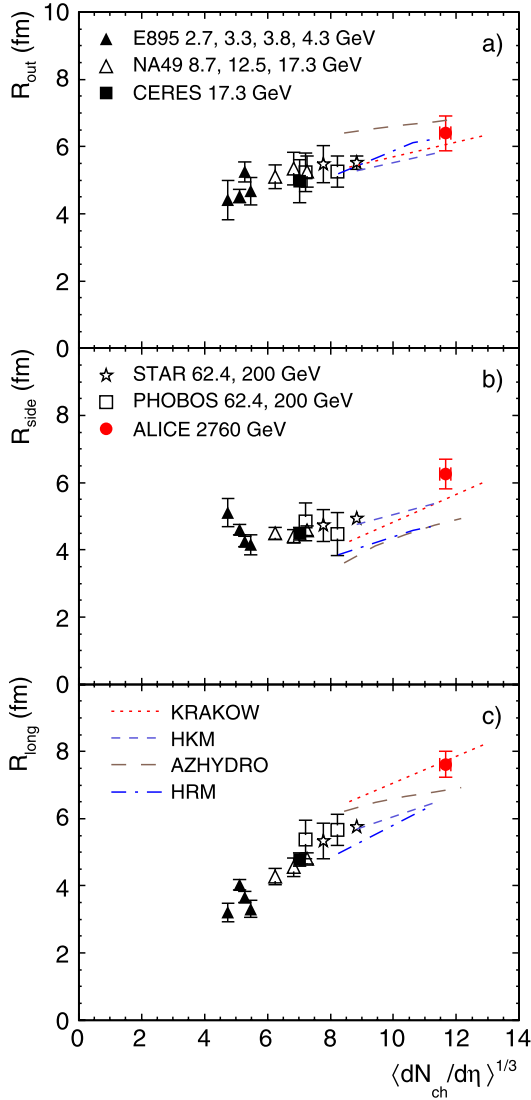 R_out (fm)
10
8
6
4
2
0
a)
E895 2.7, 3.3, 3.8, 4.3 GeV
NA49 8.7, 12.5, 17.3 GeV
CERES 17.3 GeV
R_side (fm)
8
6
4
2
0
b)
STAR 62.4, 200 GeV
PHOBOS 62.4, 200 GeV
ALICE 2760 GeV
R_long (fm)
8
6
4
2
0
c)
KRAKOW
HKM
AZHYDRO
HRM
0 2 4 6 8 10 12 14
⟨dN_ch/dη⟩^1/3